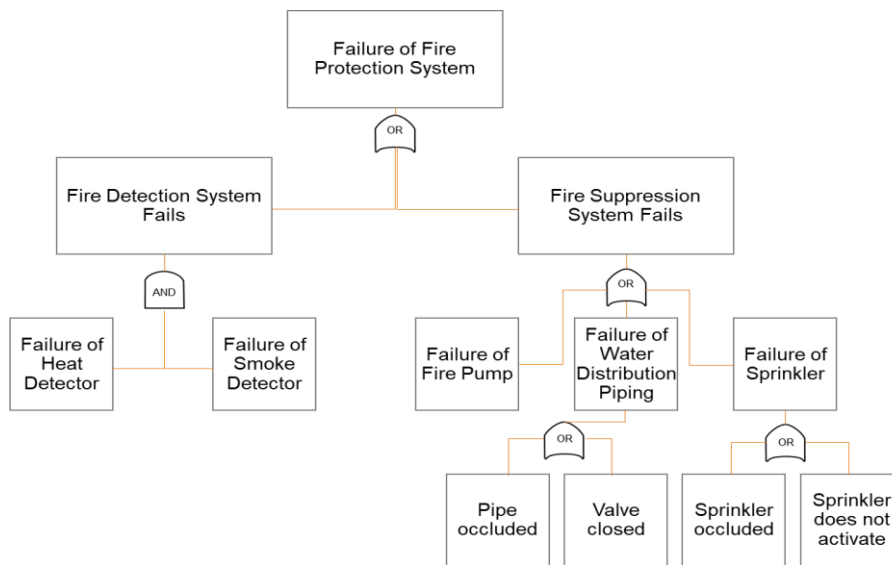 Failure of Fire
Protection System
OR
Fire Detection System
Fails
Fire Suppression
System Fails
AND
OR
Failure of
Heat
Detector
Failure of
Smoke
Detector
Failure of
Fire Pump
Failure of
Water
Distribution
Piping
Failure of
Sprinkler
OR
OR
Pipe
occluded
Valve
closed
Sprinkler
occluded
Sprinkler
does not
activate